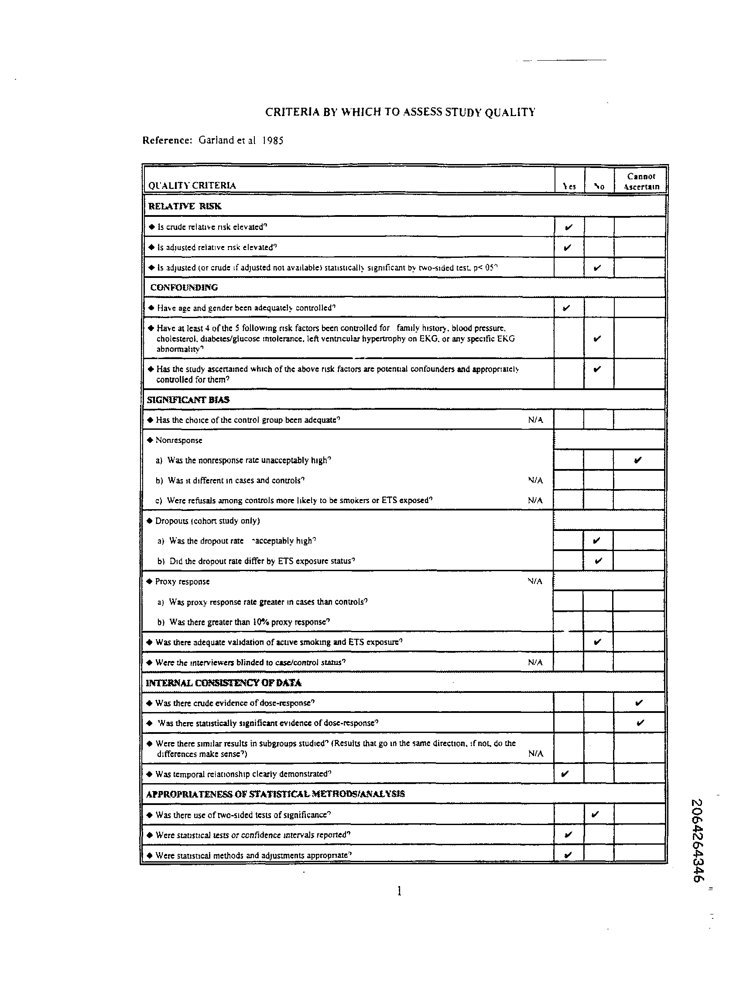 CRITERIA BY WHICH TO ASSESS STUDY QUALITY
Reference: Garland et al 1985
QUALITY CRITERIA Yes No Cannot Ascertain
RELATIVE RISK
◆ Is crude relative risk elevated? ✔
◆ Is adjusted relative risk elevated? ✔
◆ Is adjusted (or crude if adjusted not available) statistically significant by two-sided test, p<.05? ✔
CONFOUNDING
◆ Have age and gender been adequately controlled? ✔
◆ Have at least 4 of the 5 following risk factors been controlled for family history, blood pressure,
cholesterol, diabetes/glucose intolerance, left ventricular hypertrophy on EKG, or any specific EKG ✔
abnormality?
◆ Has the study ascertained which of the above risk factors are potential confounders and appropriately ✔
controlled for them?
SIGNIFICANT BIAS
◆ Has the choice of the control group been adequate? N/A
◆ Nonresponse
a) Was the nonresponse rate unacceptably high? ✔
b) Was it different in cases and controls? N/A
c) Were refusals among controls more likely to be smokers or ETS exposed? N/A
◆ Dropouts (cohort study only)
a) Was the dropout rate acceptably high? ✔
b) Did the dropout rate differ by ETS exposure status? ✔
◆ Proxy response N/A
a) Was proxy response rate greater in cases than controls?
b) Was there greater than 10% proxy response?
◆ Was there adequate validation of active smoking and ETS exposure? ✔
◆ Were the interviewers blinded to case/control status? N/A
INTERNAL CONSISTENCY OF DATA
◆ Was there crude evidence of dose-response? ✔
◆ Was there statistically significant evidence of dose-response? ✔
◆ Were there similar results in subgroups studied? (Results that go in the same direction, if not, do the
differences make sense?) N/A
◆ Was temporal relationship clearly demonstrated? ✔
APPROPRIATENESS OF STATISTICAL METHODS/ANALYSIS
◆ Was there use of two-sided tests of significance? ✔
◆ Were statistical tests or confidence intervals reported? ✔
◆ Were statistical methods and adjustments appropriate? ✔
1
2064264346